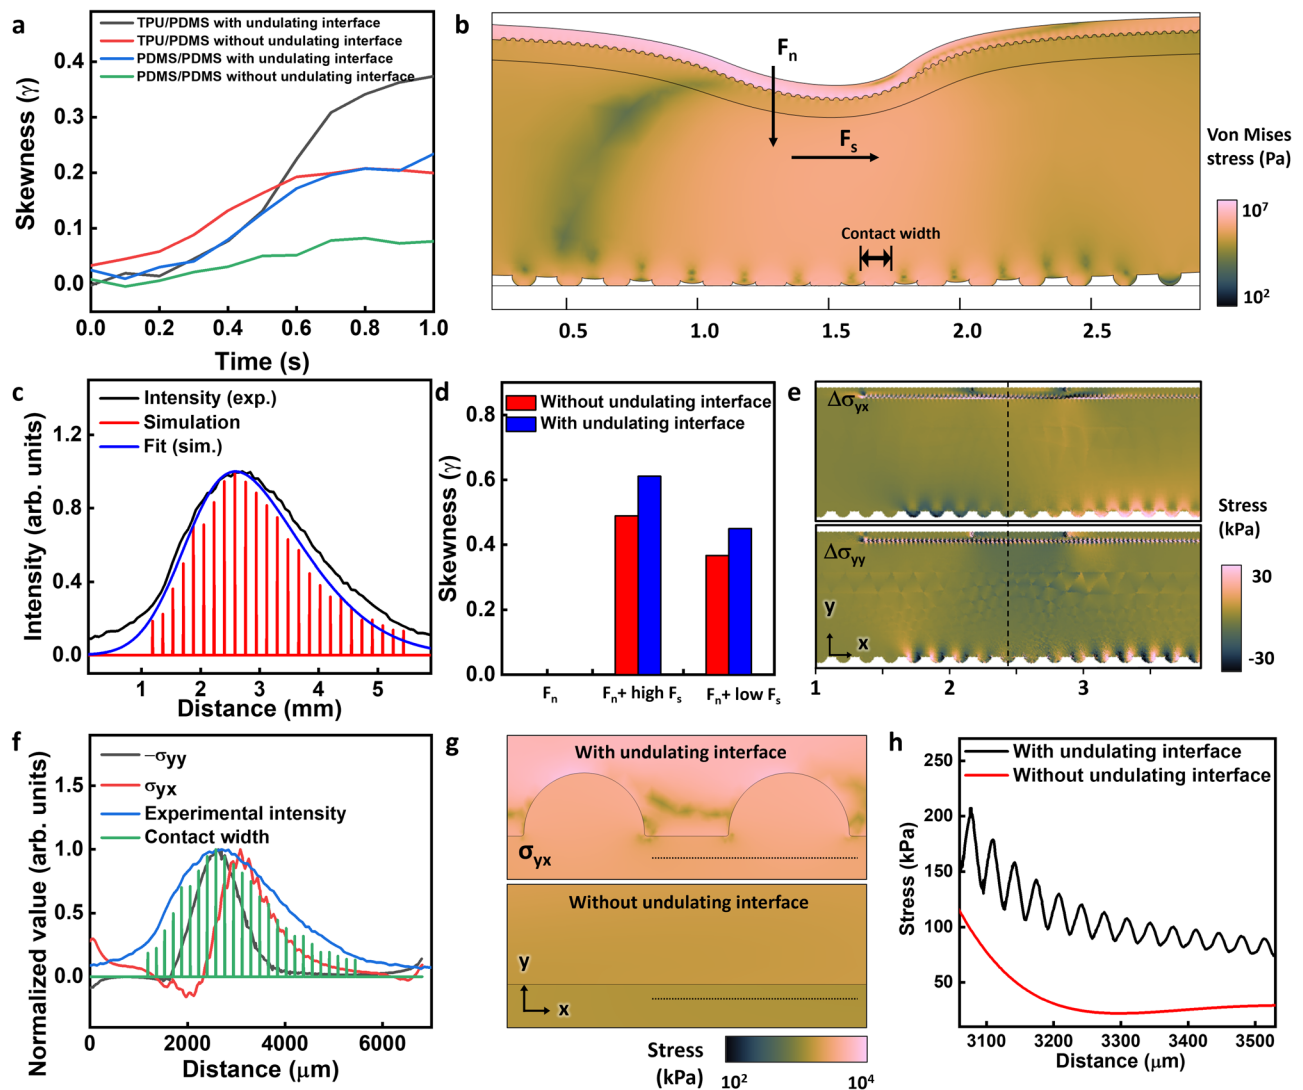 a
TPU/PDMS with undulating interface
TPU/PDMS without undulating interface
PDMS/PDMS with undulating interface
PDMS/PDMS without undulating interface
Skewness (γ)
0.4
0.3
0.2
0.1
0.0
0.0 0.2 0.4 0.6 0.8 1.0
Time (s)
b
Fn
Fs
Contact width
0.5 1.0 1.5 2.0 2.5
Von Mises
stress (Pa)
10^7
10^2
c
Intensity (exp.)
Simulation
Fit (sim.)
Intensity (arb. units)
1.2
0.8
0.4
0.0
1 2 3 4 5
Distance (mm)
d
Without undulating interface
With undulating interface
Skewness (γ)
0.8
0.6
0.4
0.2
0.0
Fn Fn+ high Fs Fn+ low Fs
e
Δσyx
Δσyy
y
x
1 2 3
Stress
(kPa)
30
-30
f
−σyy
σyx
Experimental intensity
Contact width
Normalized value (arb. units)
1.5
1.0
0.5
0.0
0 2000 4000 6000
Distance (μm)
g
With undulating interface
σyx
Without undulating interface
y
x
Stress
(kPa)
10^2 10^4
h
With undulating interface
Without undulating interface
Stress (kPa)
250
200
150
100
50
3100 3200 3300 3400 3500
Distance (μm)